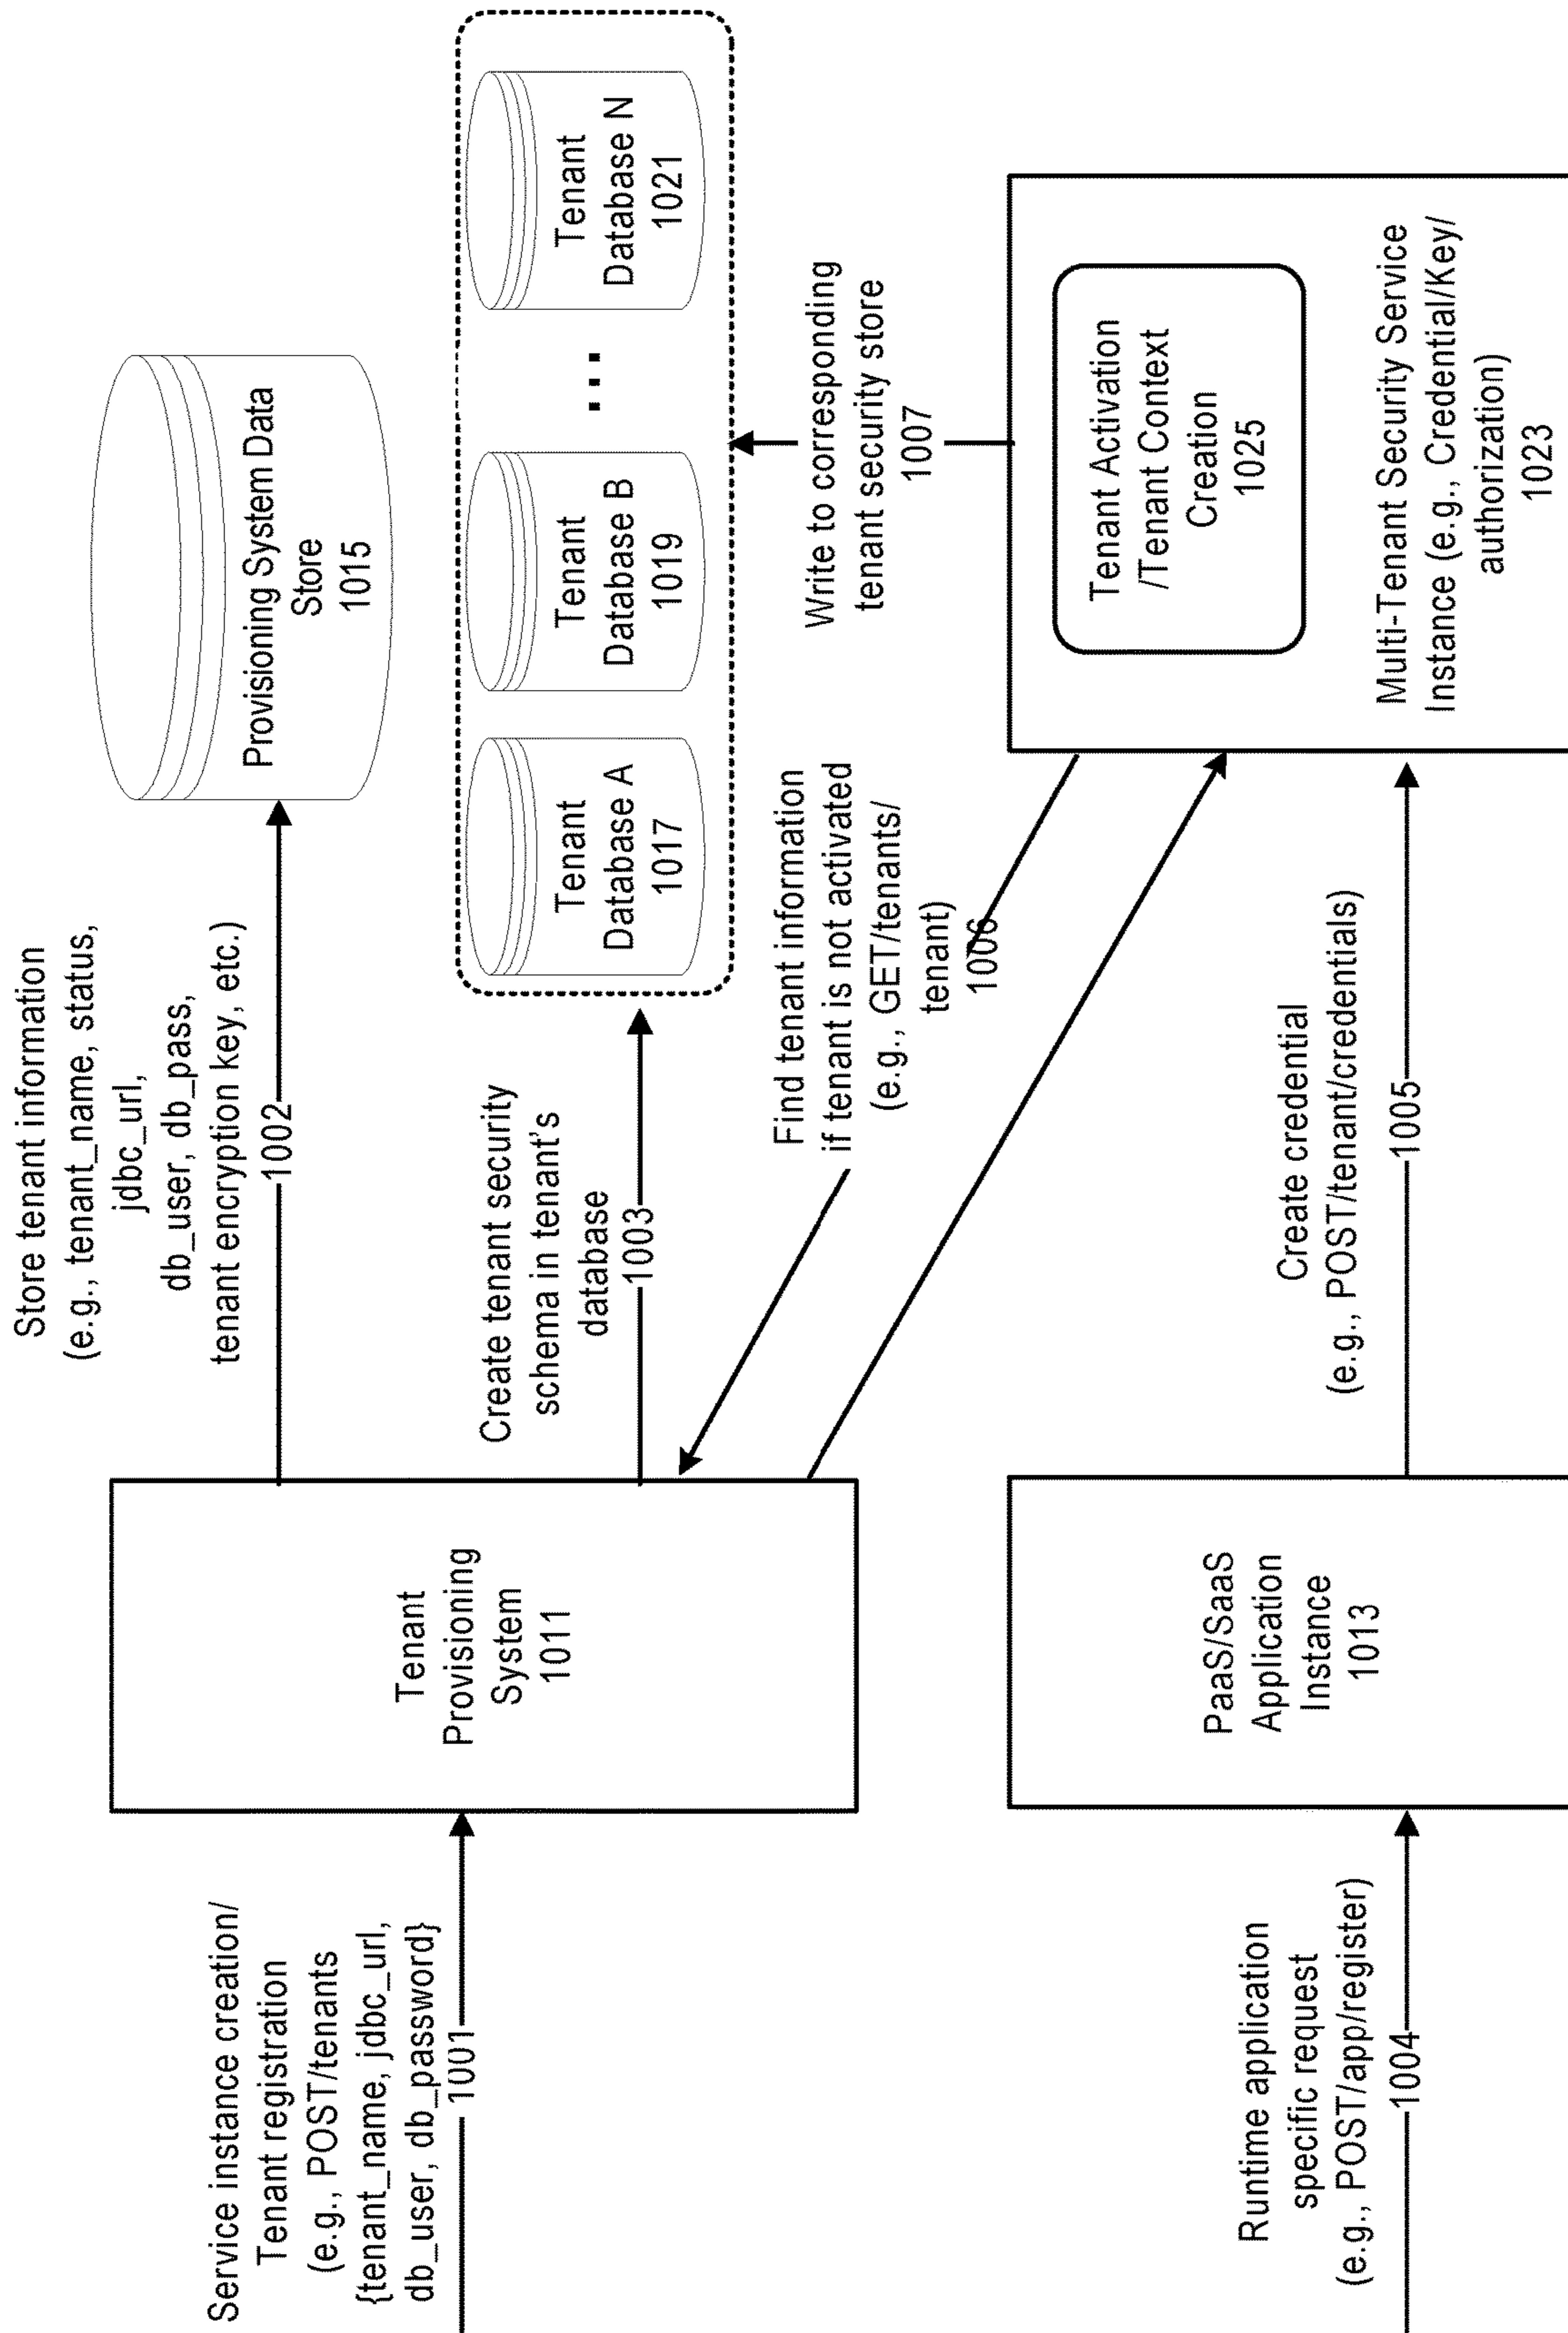 Service instance creation/
Tenant registration
(e.g., POST/tenants
{tenant_name, jdbc_url,
db_user, db_password}
1001
Tenant
Provisioning
System
1011
Store tenant information
(e.g., tenant_name, status,
jdbc_url,
db_user, db_pass,
tenant encryption key, etc.)
1002
Provisioning System Data
Store
1015
Create tenant security
schema in tenant's
database
1003
Tenant
Database A
1017
Tenant
Database B
1019
...
Tenant
Database N
1021
Find tenant information
if tenant is not activated
(e.g., GET/tenants/
tenant)
1006
Write to corresponding
tenant security store
1007
Runtime application
specific request
(e.g., POST/app/register)
1004
PaaS/SaaS
Application
Instance
1013
Create credential
(e.g., POST/tenant/credentials)
1005
Tenant Activation
/Tenant Context
Creation
1025
Multi-Tenant Security Service
Instance (e.g., Credential/Key/
authorization)
1023